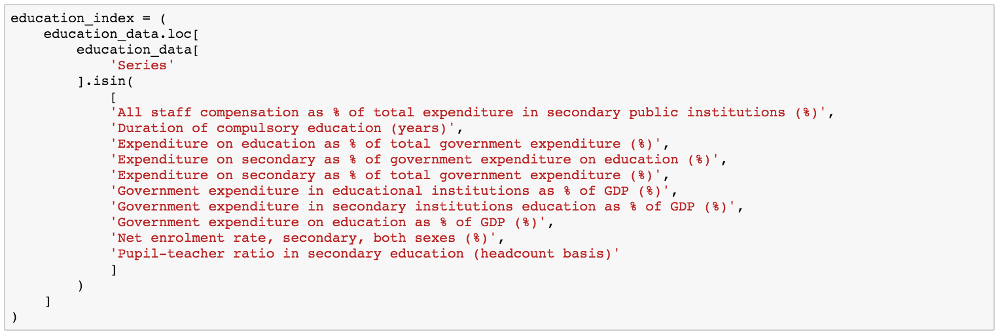 education_index = (
    education_data.loc[
        education_data[
            'Series'
        ].isin(
            [
            'All staff compensation as % of total expenditure in secondary public institutions (%)',
            'Duration of compulsory education (years)',
            'Expenditure on education as % of total government expenditure (%)',
            'Expenditure on secondary as % of government expenditure on education (%)',
            'Expenditure on secondary as % of total government expenditure (%)',
            'Government expenditure in educational institutions as % of GDP (%)',
            'Government expenditure in secondary institutions education as % of GDP (%)',
            'Government expenditure on education as % of GDP (%)',
            'Net enrolment rate, secondary, both sexes (%)',
            'Pupil-teacher ratio in secondary education (headcount basis)'
            ]
        )
    ]
)